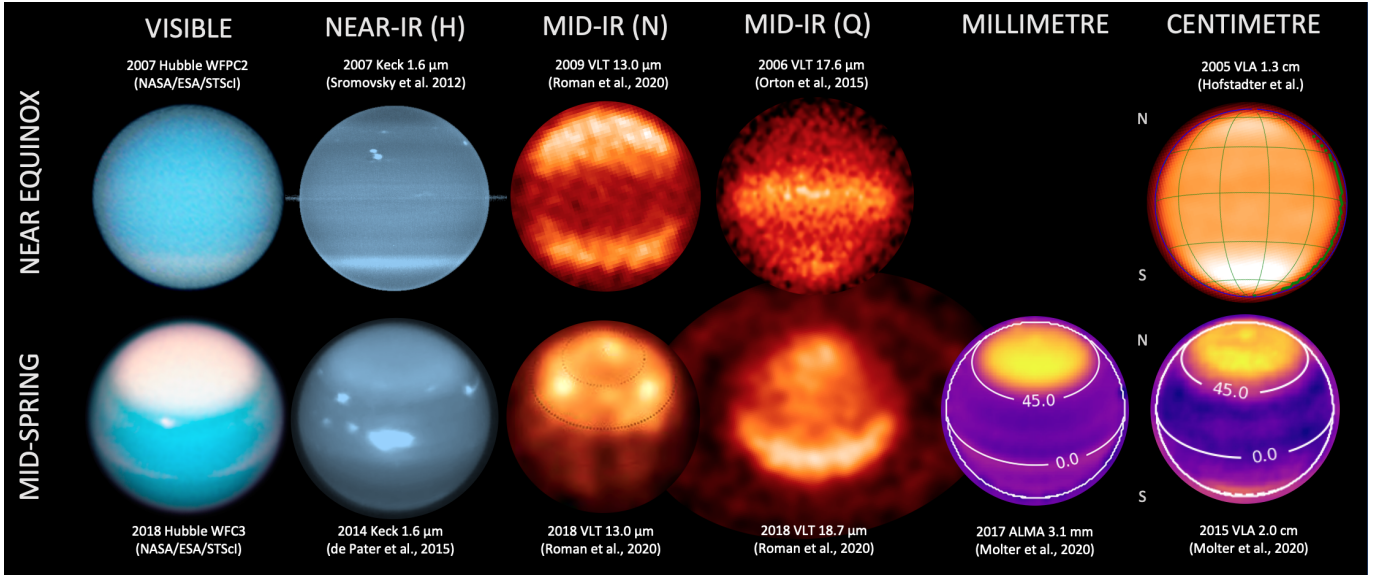 VISIBLE
NEAR-IR (H)
MID-IR (N)
MID-IR (Q)
MILLIMETRE
CENTIMETRE
2007 Hubble WFPC2
(NASA/ESA/STScI)
2007 Keck 1.6 µm
(Sromovsky et al. 2012)
2009 VLT 13.0 µm
(Roman et al., 2020)
2006 VLT 17.6 µm
(Orton et al., 2015)
2005 VLA 1.3 cm
(Hofstadter et al.)
NEAR EQUINOX
N
S
MID-SPRING
45.0
0.0
N
45.0
0.0
S
2018 Hubble WFC3
(NASA/ESA/STScI)
2014 Keck 1.6 µm
(de Pater et al., 2015)
2018 VLT 13.0 µm
(Roman et al., 2020)
2018 VLT 18.7 µm
(Roman et al., 2020)
2017 ALMA 3.1 mm
(Molter et al., 2020)
2015 VLA 2.0 cm
(Molter et al., 2020)